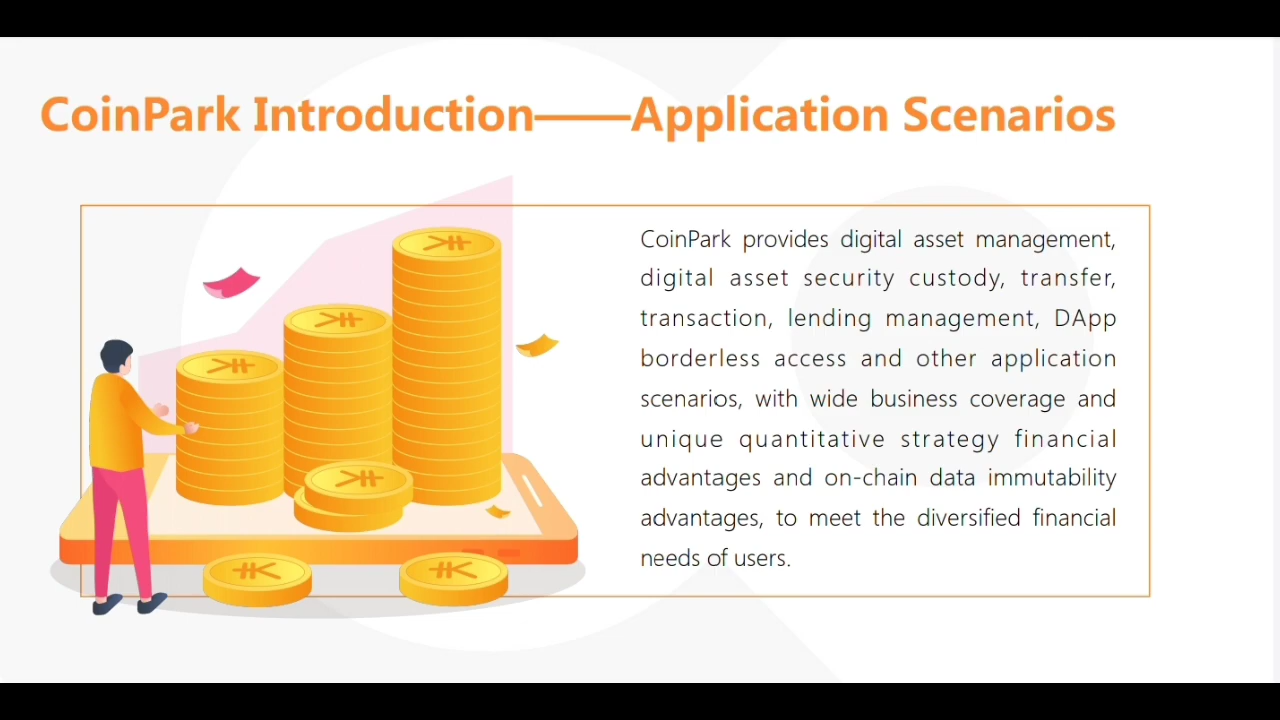 CoinPark Introduction——Application Scenarios
CoinPark provides digital asset management,
digital asset security custody, transfer,
transaction, lending management, DApp
borderless access and other application
scenarios, with wide business coverage and
unique quantitative strategy financial
advantages and on-chain data immutability
advantages, to meet the diversified financial
needs of users.